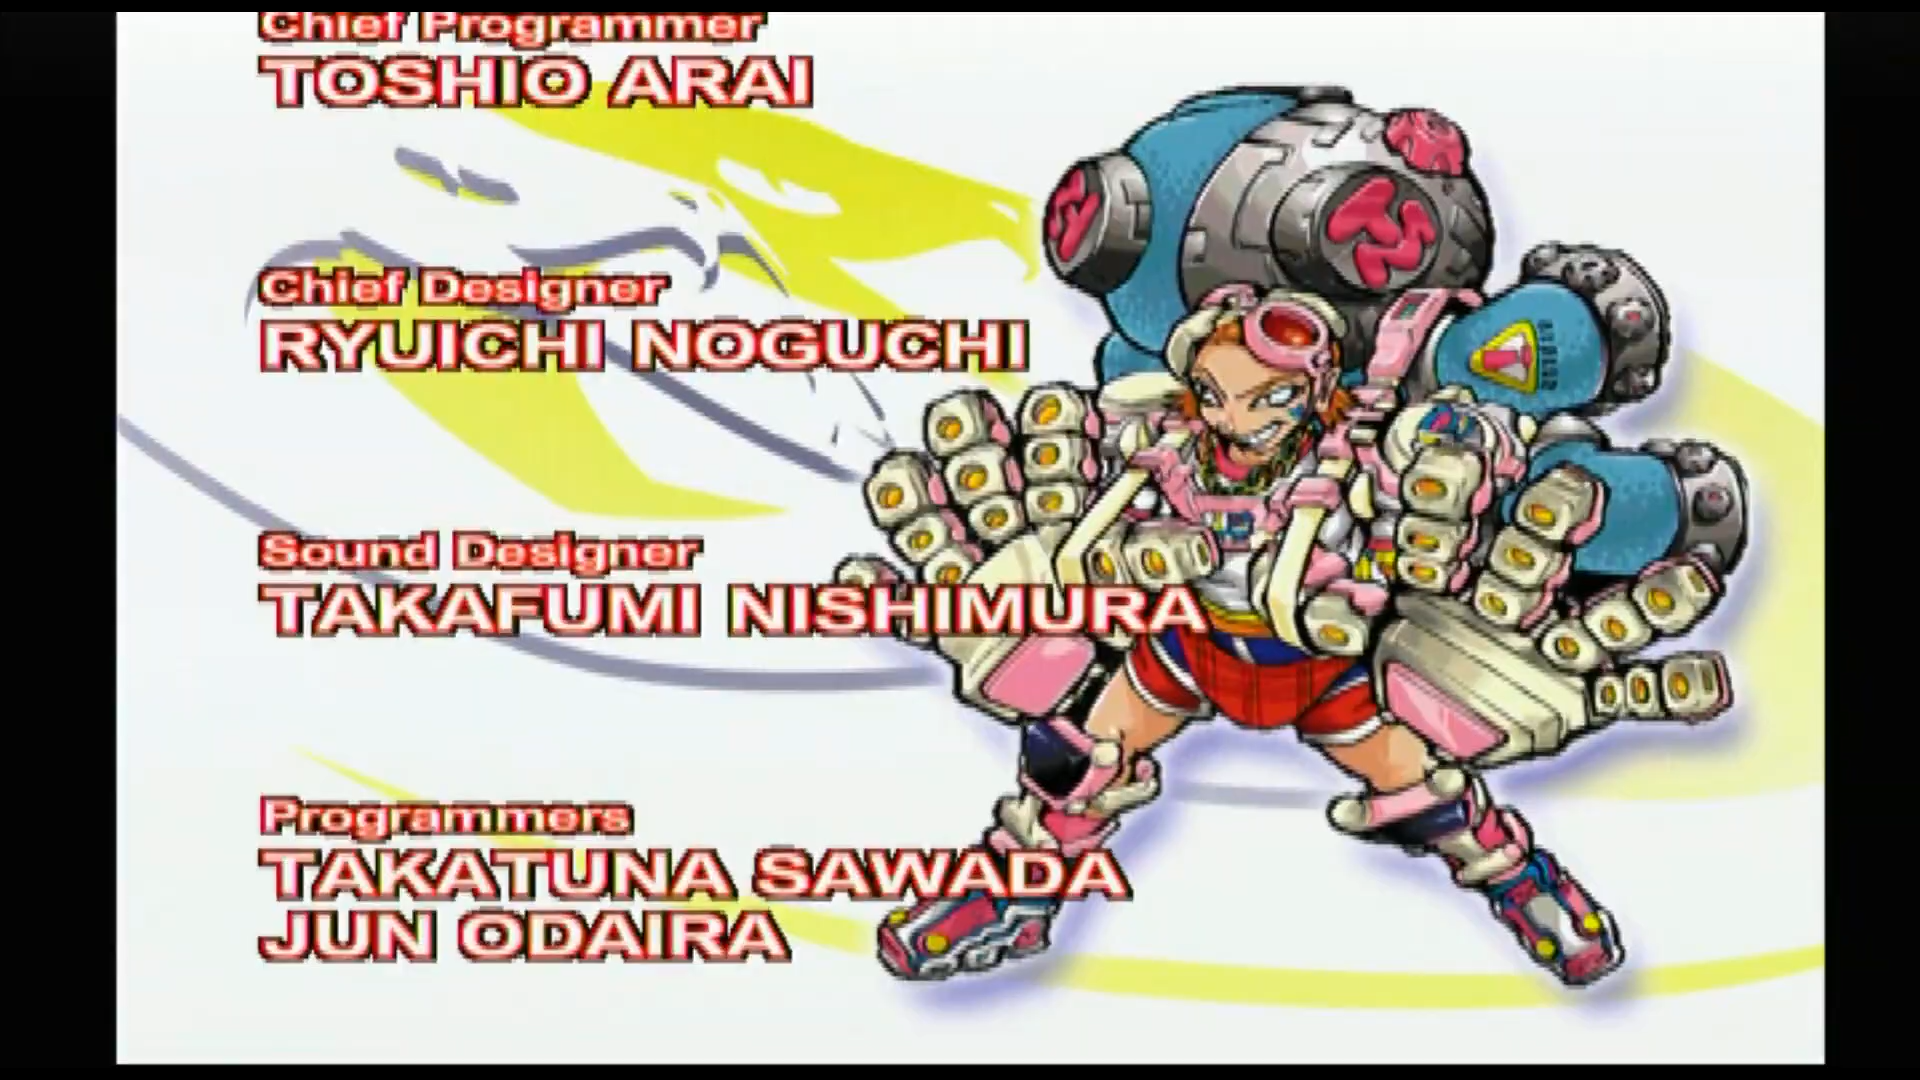 Chief Programmer
TOSHIO ARAI
Chief Designer
RYUICHI NOGUCHI
Sound Designer
TAKAFUMI NISHIMURA
Programmers
TAKATUNA SAWADA
JUN ODAIRA